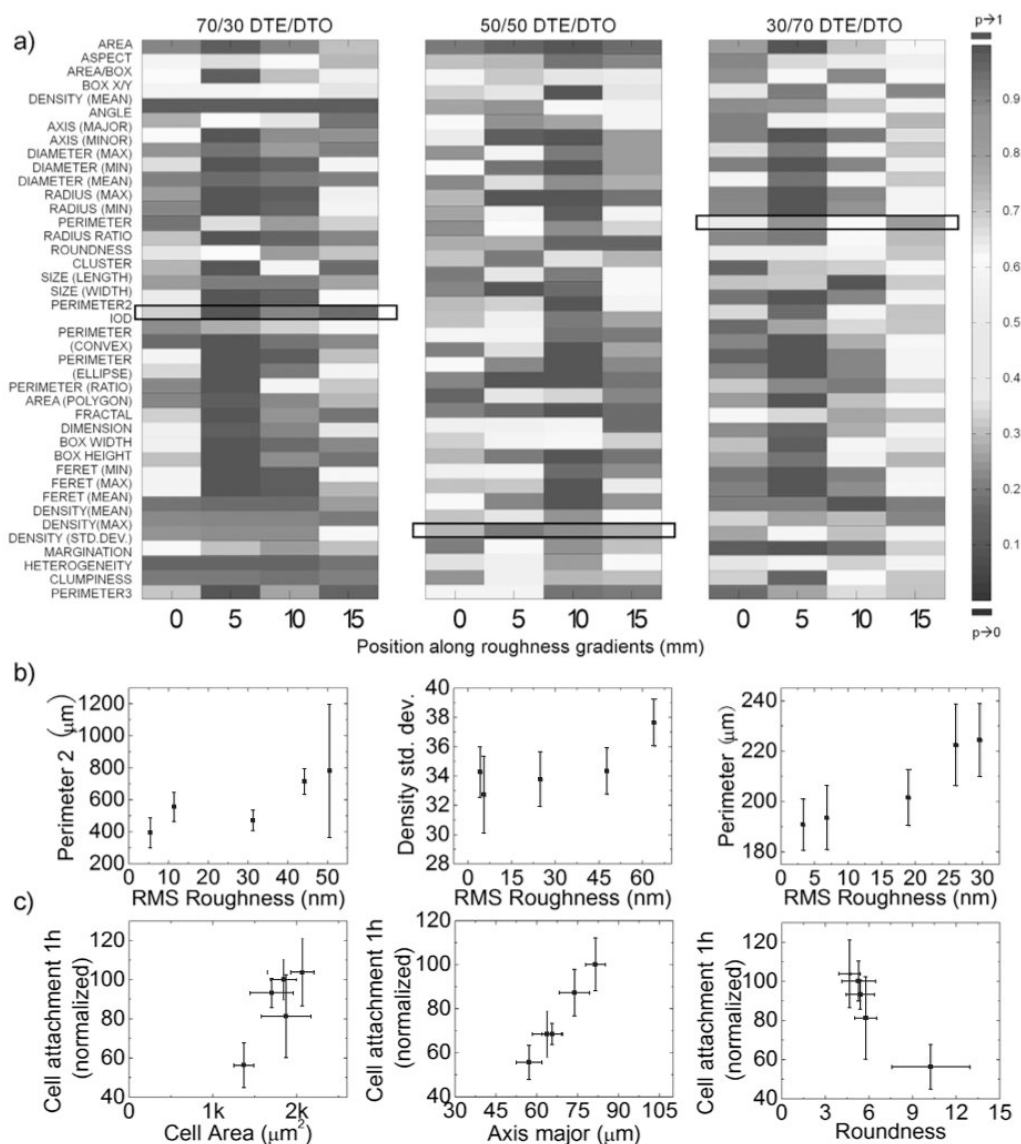 a)
70/30 DTE/DTO
50/50 DTE/DTO
30/70 DTE/DTO
p→1
AREA
ASPECT
AREA/BOX
BOX X/Y
DENSITY (MEAN)
ANGLE
AXIS (MAJOR)
AXIS (MINOR)
DIAMETER (MAX)
DIAMETER (MIN)
DIAMETER (MEAN)
RADIUS (MAX)
RADIUS (MIN)
PERIMETER
RADIUS RATIO
ROUNDNESS
CLUSTER
SIZE (LENGTH)
SIZE (WIDTH)
PERIMETER2
IOD
PERIMETER
(CONVEX)
PERIMETER
(ELLIPSE)
PERIMETER (RATIO)
AREA (POLYGON)
FRACTAL
DIMENSION
BOX WIDTH
BOX HEIGHT
FERET (MIN)
FERET (MAX)
FERET (MEAN)
DENSITY(MEAN)
DENSITY(MAX)
DENSITY (STD.DEV.)
MARGINATION
HETEROGENEITY
CLUMPINESS
PERIMETER3
0.9
0.8
0.7
0.6
0.5
0.4
0.3
0.2
0.1
p→0
0 5 10 15
0 5 10 15
0 5 10 15
Position along roughness gradients (mm)
b)
Perimeter 2 (μm)
1200
1000
800
600
400
200
0 10 20 30 40 50
RMS Roughness (nm)
Density std. dev.
40
38
36
34
32
30
28
0 10 20 30 40 50 60
RMS Roughness (nm)
Perimeter (μm)
240
220
200
180
0 5 10 15 20 25 30
RMS Roughness (nm)
c)
Cell attachment 1h
(normalized)
120
100
80
60
40
0 1k 2k
Cell Area (μm²)
Cell attachment 1h
(normalized)
120
100
80
60
40
30 45 60 75 90 105
Axis major (μm)
Cell attachment 1h
(normalized)
120
100
80
60
40
0 3 6 9 12 15
Roundness